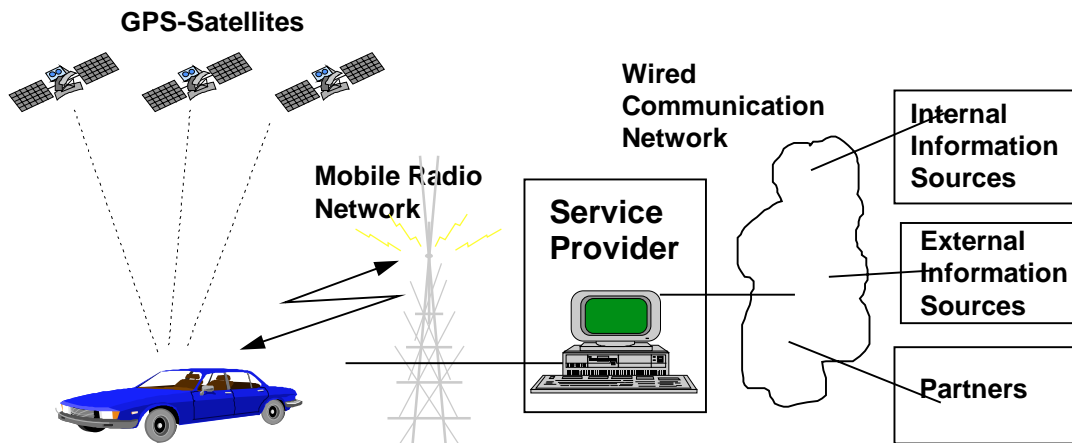 GPS-Satellites
Wired
Communication
Network
Mobile Radio
Network
Service
Provider
Internal
Information
Sources
External
Information
Sources
Partners